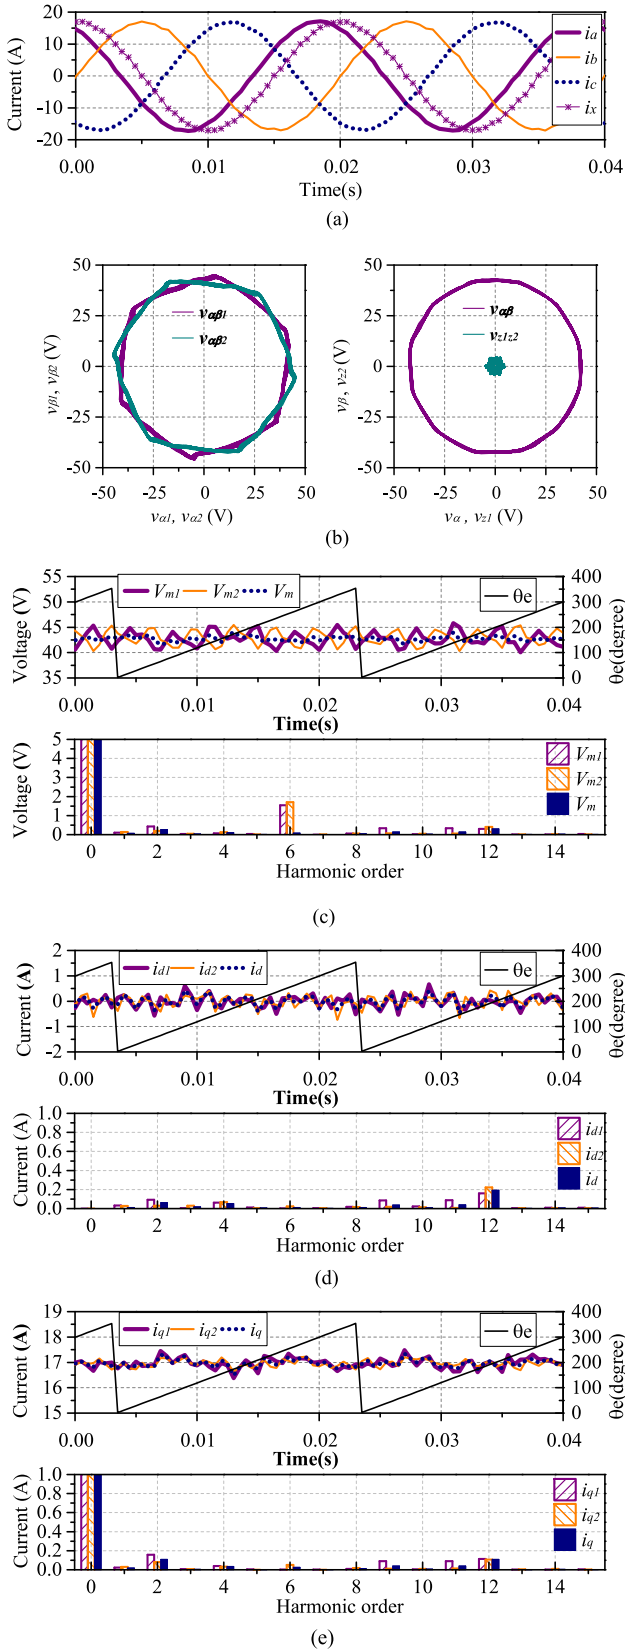 20
10
0
-10
-20
Current (A)
ia
ib
ic
ix
0.00 0.01 0.02 0.03 0.04
Time(s)
(a)
50
25
0
-25
-50
vβ1, vβ2 (V)
vαβ1
vαβ2
-50 -25 0 25 50
vα1, vα2 (V)
50
25
0
-25
-50
vβ, vz2 (V)
vαβ
vz1z2
-50 -25 0 25 50
vα , vz1 (V)
(b)
55
50
45
40
35
Voltage (V)
Vm1 Vm2 Vm
θe
400
300
200
100
0
θe(degree)
0.00 0.01 0.02 0.03 0.04
Time(s)
5
4
3
2
1
0
Voltage (V)
Vm1
Vm2
Vm
0 2 4 6 8 10 12 14
Harmonic order
(c)
2
1
0
-1
-2
Current (A)
id1 id2 id
θe
400
300
200
100
0
θe(degree)
0.00 0.01 0.02 0.03 0.04
Time(s)
1.0
0.8
0.6
0.4
0.2
0.0
Current (A)
id1
id2
id
0 2 4 6 8 10 12 14
Harmonic order
(d)
19
18
17
16
15
Current (A)
iq1 iq2 iq
θe
400
300
200
100
0
θe(degree)
0.00 0.01 0.02 0.03 0.04
Time(s)
1.0
0.8
0.6
0.4
0.2
0.0
Current (A)
iq1
iq2
iq
0 2 4 6 8 10 12 14
Harmonic order
(e)